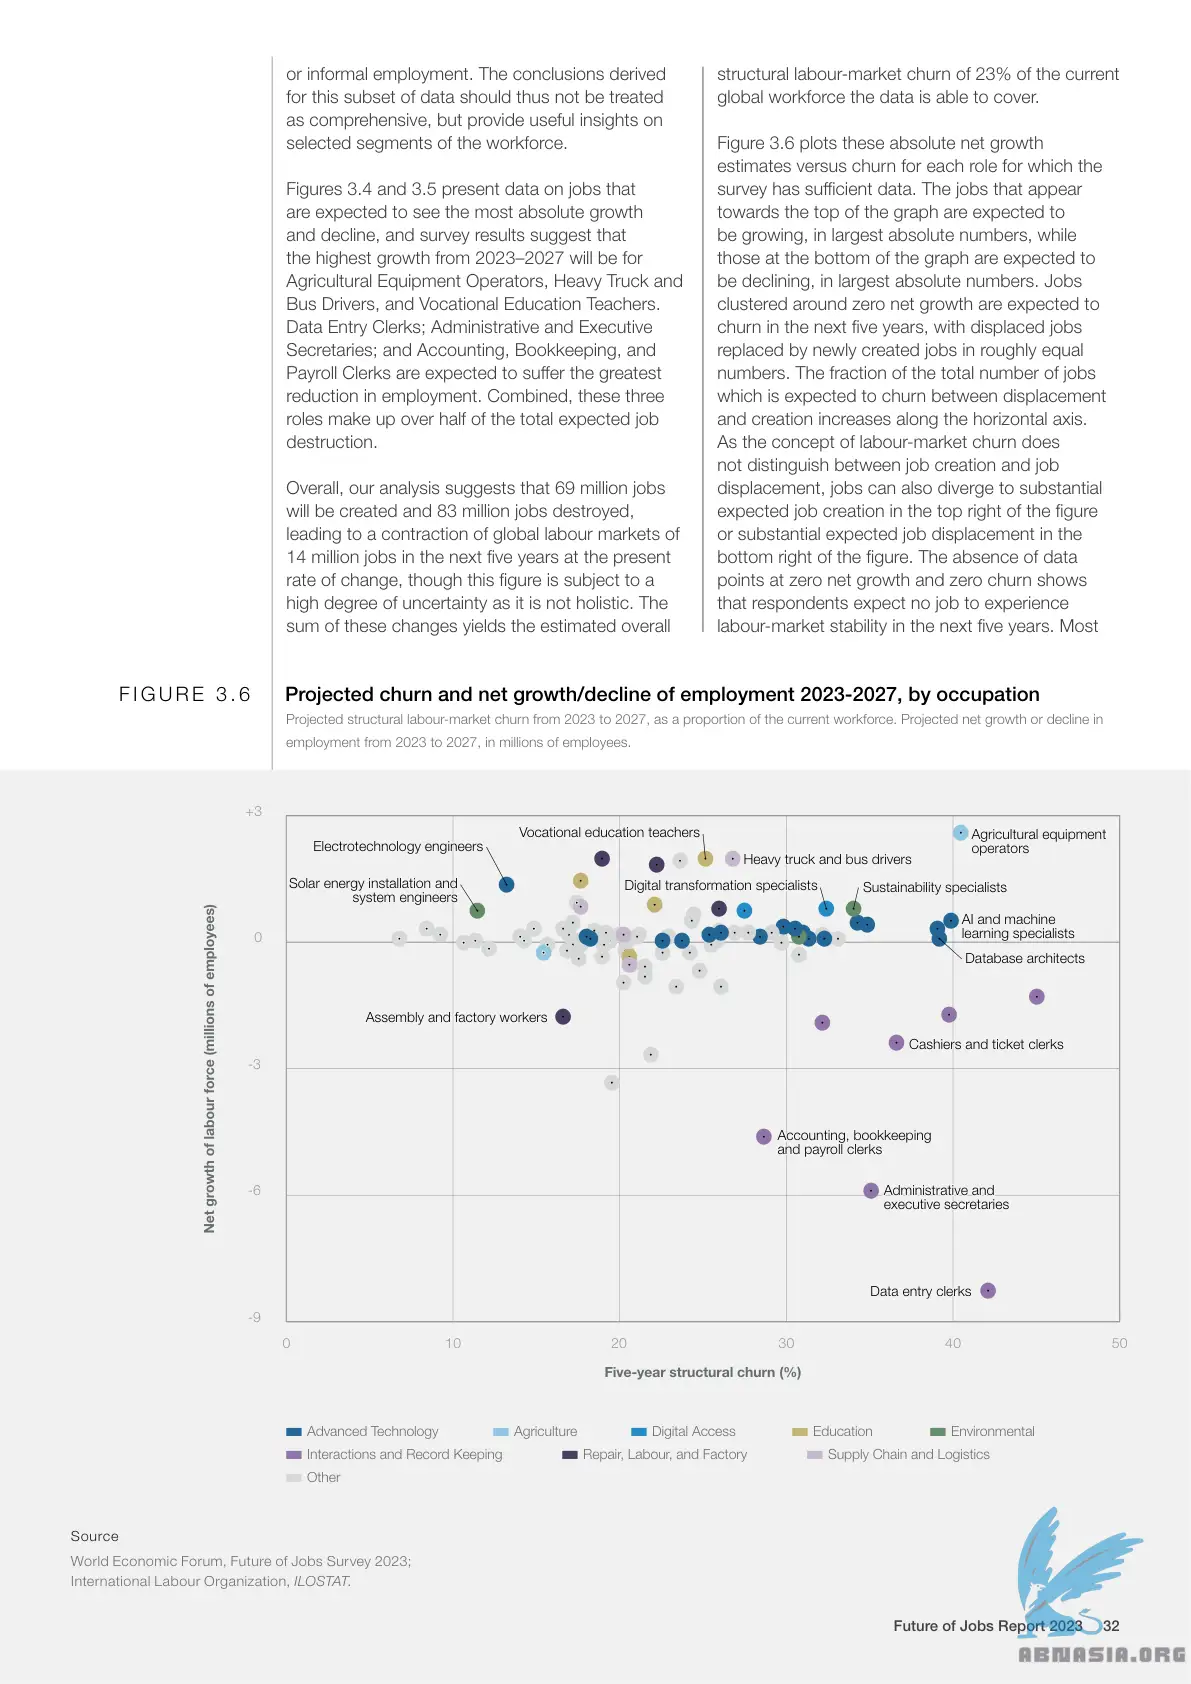 or informal employment. The conclusions derived
for this subset of data should thus not be treated
as comprehensive, but provide useful insights on
selected segments of the workforce.
Figures 3.4 and 3.5 present data on jobs that
are expected to see the most absolute growth
and decline, and survey results suggest that
the highest growth from 2023–2027 will be for
Agricultural Equipment Operators, Heavy Truck and
Bus Drivers, and Vocational Education Teachers.
Data Entry Clerks; Administrative and Executive
Secretaries; and Accounting, Bookkeeping, and
Payroll Clerks are expected to suffer the greatest
reduction in employment. Combined, these three
roles make up over half of the total expected job
destruction.
Overall, our analysis suggests that 69 million jobs
will be created and 83 million jobs destroyed,
leading to a contraction of global labour markets of
14 million jobs in the next five years at the present
rate of change, though this figure is subject to a
high degree of uncertainty as it is not holistic. The
sum of these changes yields the estimated overall
structural labour-market churn of 23% of the current
global workforce the data is able to cover.
Figure 3.6 plots these absolute net growth
estimates versus churn for each role for which the
survey has sufficient data. The jobs that appear
towards the top of the graph are expected to
be growing, in largest absolute numbers, while
those at the bottom of the graph are expected to
be declining, in largest absolute numbers. Jobs
clustered around zero net growth are expected to
churn in the next five years, with displaced jobs
replaced by newly created jobs in roughly equal
numbers. The fraction of the total number of jobs
which is expected to churn between displacement
and creation increases along the horizontal axis.
As the concept of labour-market churn does
not distinguish between job creation and job
displacement, jobs can also diverge to substantial
expected job creation in the top right of the figure
or substantial expected job displacement in the
bottom right of the figure. The absence of data
points at zero net growth and zero churn shows
that respondents expect no job to experience
labour-market stability in the next five years. Most
FIGURE 3.6
Projected churn and net growth/decline of employment 2023-2027, by occupation
Projected structural labour-market churn from 2023 to 2027, as a proportion of the current workforce. Projected net growth or decline in
employment from 2023 to 2027, in millions of employees.
+3
0
-3
-6
-9
Net growth of labour force (millions of employees)
Vocational education teachers
Electrotechnology engineers
Agricultural equipment
operators
Heavy truck and bus drivers
Solar energy installation and
system engineers
Digital transformation specialists
Sustainability specialists
AI and machine
learning specialists
Database architects
Assembly and factory workers
Cashiers and ticket clerks
Accounting, bookkeeping
and payroll clerks
Administrative and
executive secretaries
Data entry clerks
0
10
20
30
40
50
Five-year structural churn (%)
Advanced Technology
Agriculture
Digital Access
Education
Environmental
Interactions and Record Keeping
Repair, Labour, and Factory
Supply Chain and Logistics
Other
Source
World Economic Forum, Future of Jobs Survey 2023;
International Labour Organization, ILOSTAT.
Future of Jobs Report 2023
32
ABNASIA.ORG